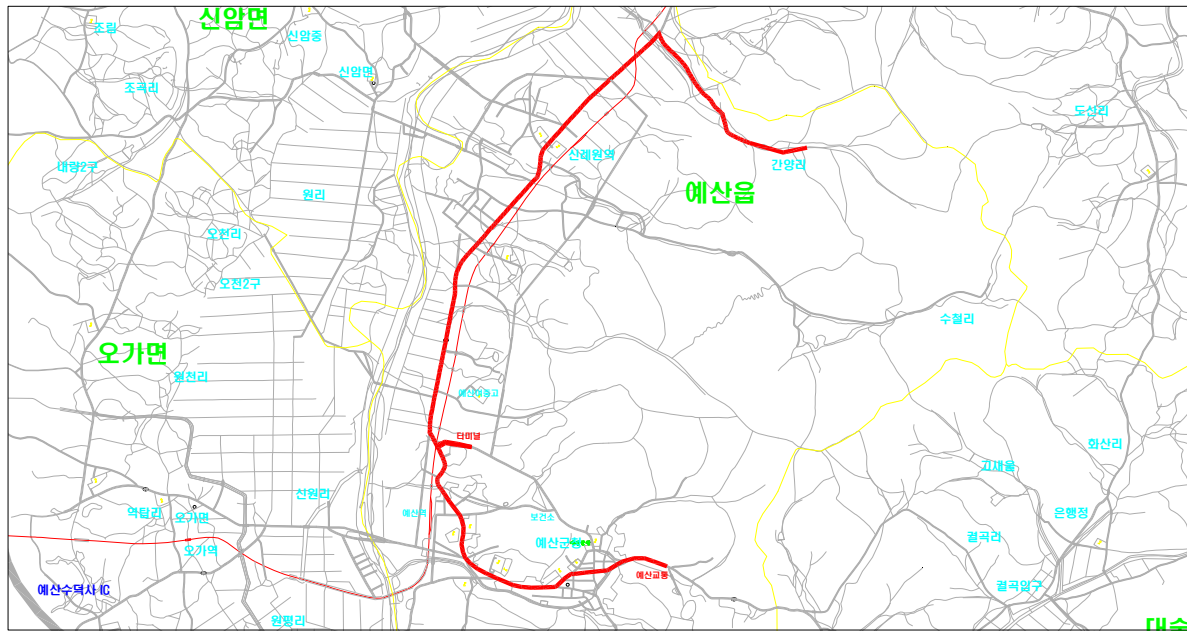 신암면
조림
신암중
신암면
조곡리
도산리
신례원역
간양리
내량2구
원리
예산읍
오천리
오천2구
수철리
오가면
원천리
예산여중고
터미널
화산리
고새울
신원리
역탑리
오가면
예산역
보건소
은행정
예산군청
결곡리
오가역
예산교통
예산수덕사 IC
결곡입구
원평리